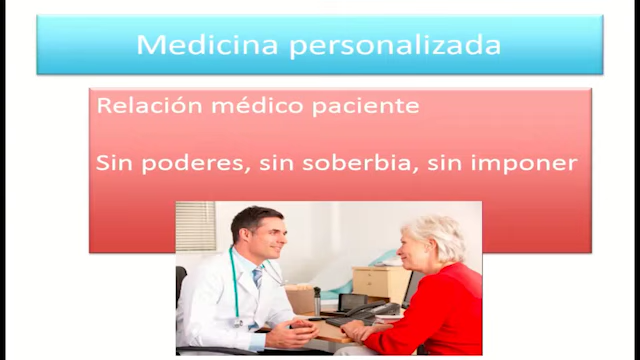 Medicina personalizada
Relación médico paciente
Sin poderes, sin soberbia, sin imponer